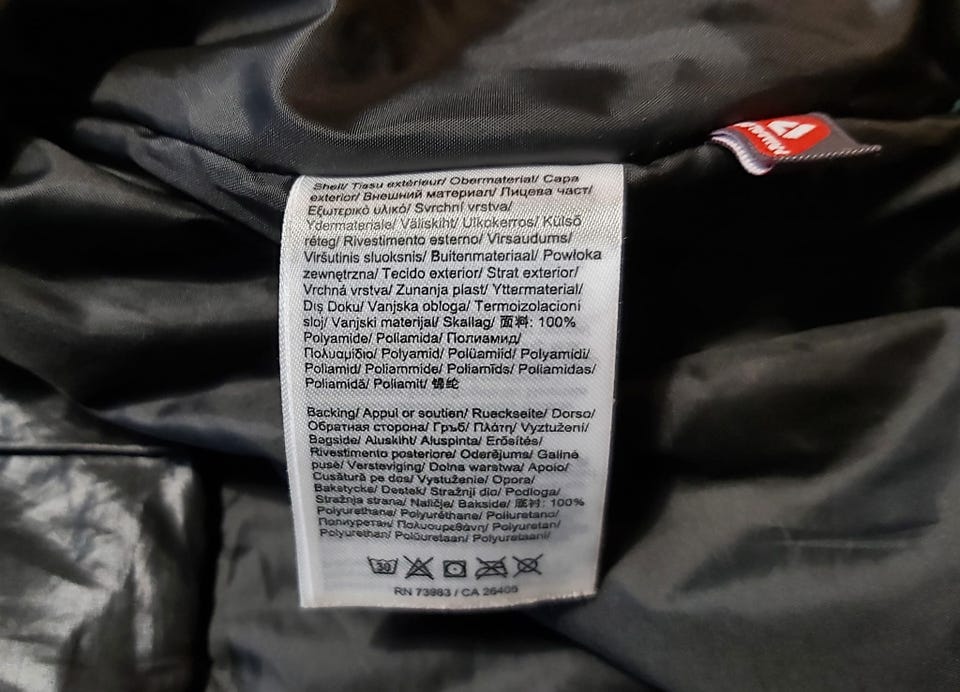 Shell/ Tissu extérieur/ Obermaterial/ Capa
exterior/ Внешний материал/ Лицева част/
Εξωτερικό υλικό/ Svrchní vrstva/
Ydermateriale/ Väliskiht/ Ulkokerros/ Külső
réteg/ Rivestimento esterno/ Virsaudums/
Viršutinis sluoksnis/ Buitenmateriaal/ Powłoka
zewnętrzna/ Tecido exterior/ Strat exterior/
Vrchná vrstva/ Zunanja plast/ Yttermaterial/
Dış Doku/ Vanjska obloga/ Termoizolacioni
sloj/ Vanjski materijal/ Skallag/ 面料: 100%
Polyamide/ Poliamida/ Полиамид/
Πολυαμίδιο/ Polyamid/ Polüamiid/ Polyamidi/
Poliamid/ Poliammide/ Poliamīds/ Poliamidas/
Poliamidă/ Poliamit/ 锦纶
Backing/ Appui or soutien/ Rueckseite/ Dorso/
Обратная сторона/ Гръб/ Πλάτη/ Vyztužení/
Bagside/ Aluskiht/ Aluspinta/ Erősítés/
Rivestimento posteriore/ Oderējums/ Galinė
pusė/ Versteviging/ Dolna warstwa/ Apoio/
Cusătură pe dos/ Vystuženie/ Opora/
Bakstycke/ Destek/ Stražnji dio/ Podloga/
Stražnja strana/ Naličje/ Bakside/ 底衬: 100%
Polyurethane/ Polyuréthane/ Poliuretano/
Полиуретан/ Πολυουρεθάνη/ Polyuretan/
Polyurethan/ Polüuretaan/ Polyuretaani/
30
RN 73983 / CA 26409